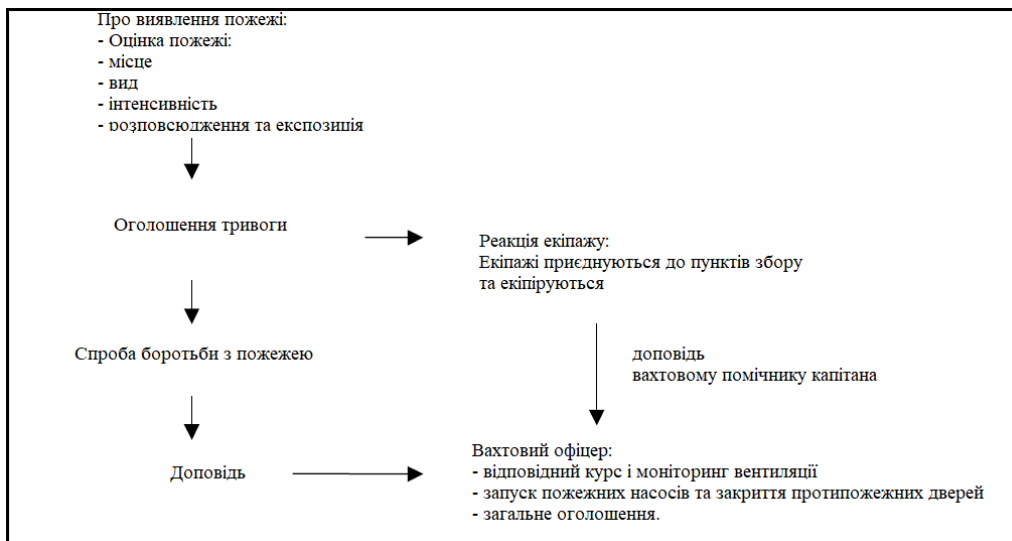 Про виявлення пожежі:
- Оцінка пожежі:
- місце
- вид
- інтенсивність
- розповсюдження та експозиція
Оголошення тривоги
Реакція екіпажу:
Екіпажі приєднуються до пунктів збору
та екіпіруються
Спроба боротьби з пожежею
доповідь
вахтовому помічнику капітана
Доповідь
Вахтовий офіцер:
- відповідний курс і моніторинг вентиляції
- запуск пожежних насосів та закриття протипожежних дверей
- загальне оголошення.